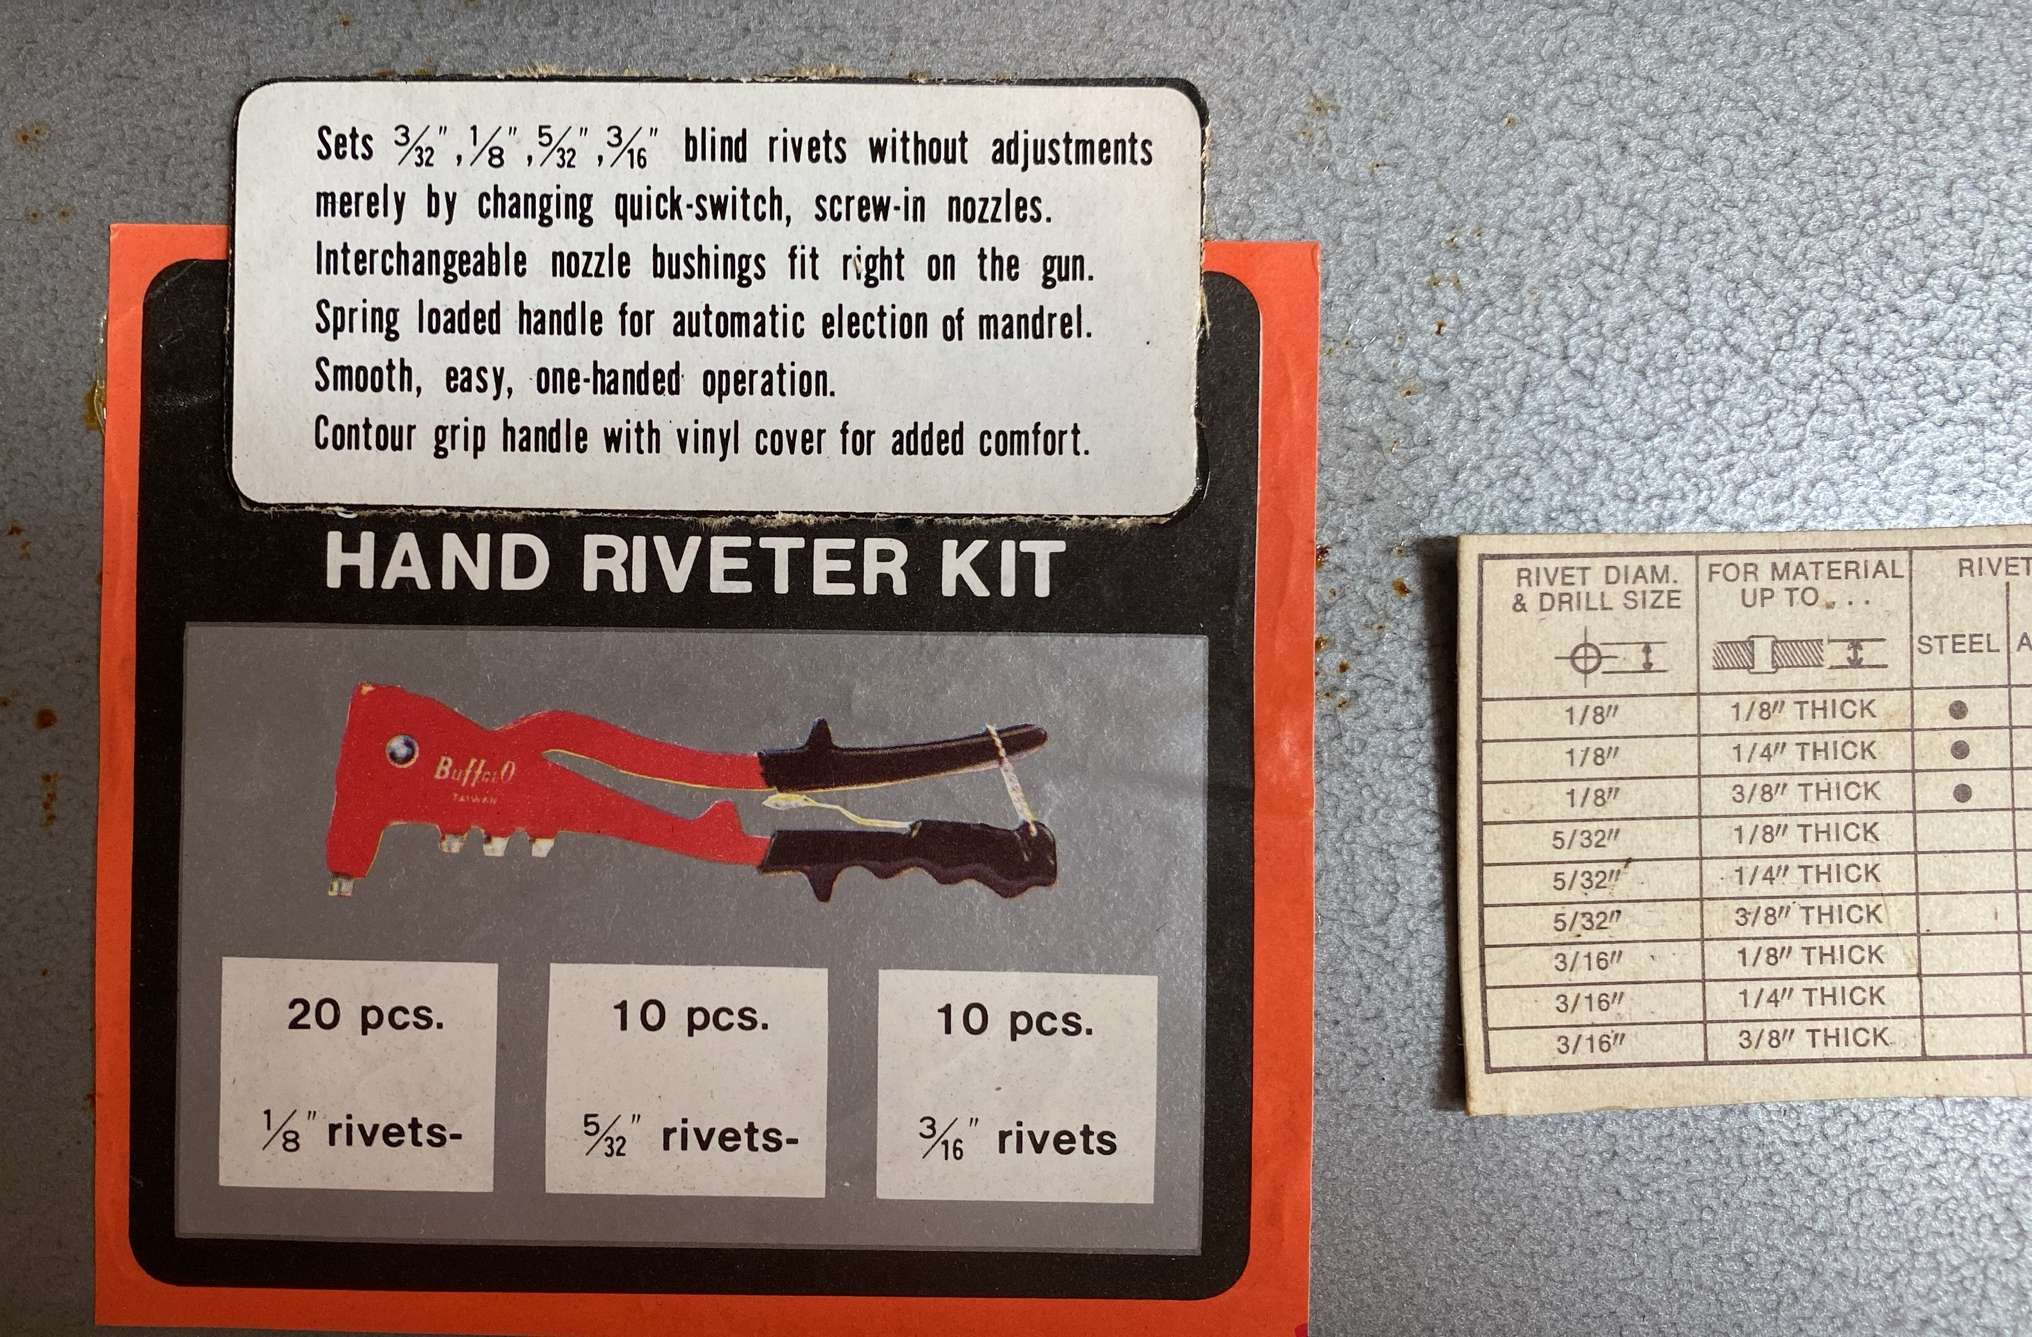 Sets 3/32", 1/8", 5/32", 3/16" blind rivets without adjustments
merely by changing quick-switch, screw-in nozzles.
Interchangeable nozzle bushings fit right on the gun.
Spring loaded handle for automatic election of mandrel.
Smooth, easy, one-handed operation.
Contour grip handle with vinyl cover for added comfort.
HAND RIVETER KIT
Buffalo
TAIWAN
20 pcs.
1/8" rivets-
10 pcs.
5/32" rivets-
10 pcs.
3/16" rivets
RIVET DIAM.
& DRILL SIZE
FOR MATERIAL
UP TO...
RIVET
STEEL
1/8" 1/8" THICK ●
1/8" 1/4" THICK ●
1/8" 3/8" THICK ●
5/32" 1/8" THICK
5/32" 1/4" THICK
5/32" 3/8" THICK
3/16" 1/8" THICK
3/16" 1/4" THICK
3/16" 3/8" THICK